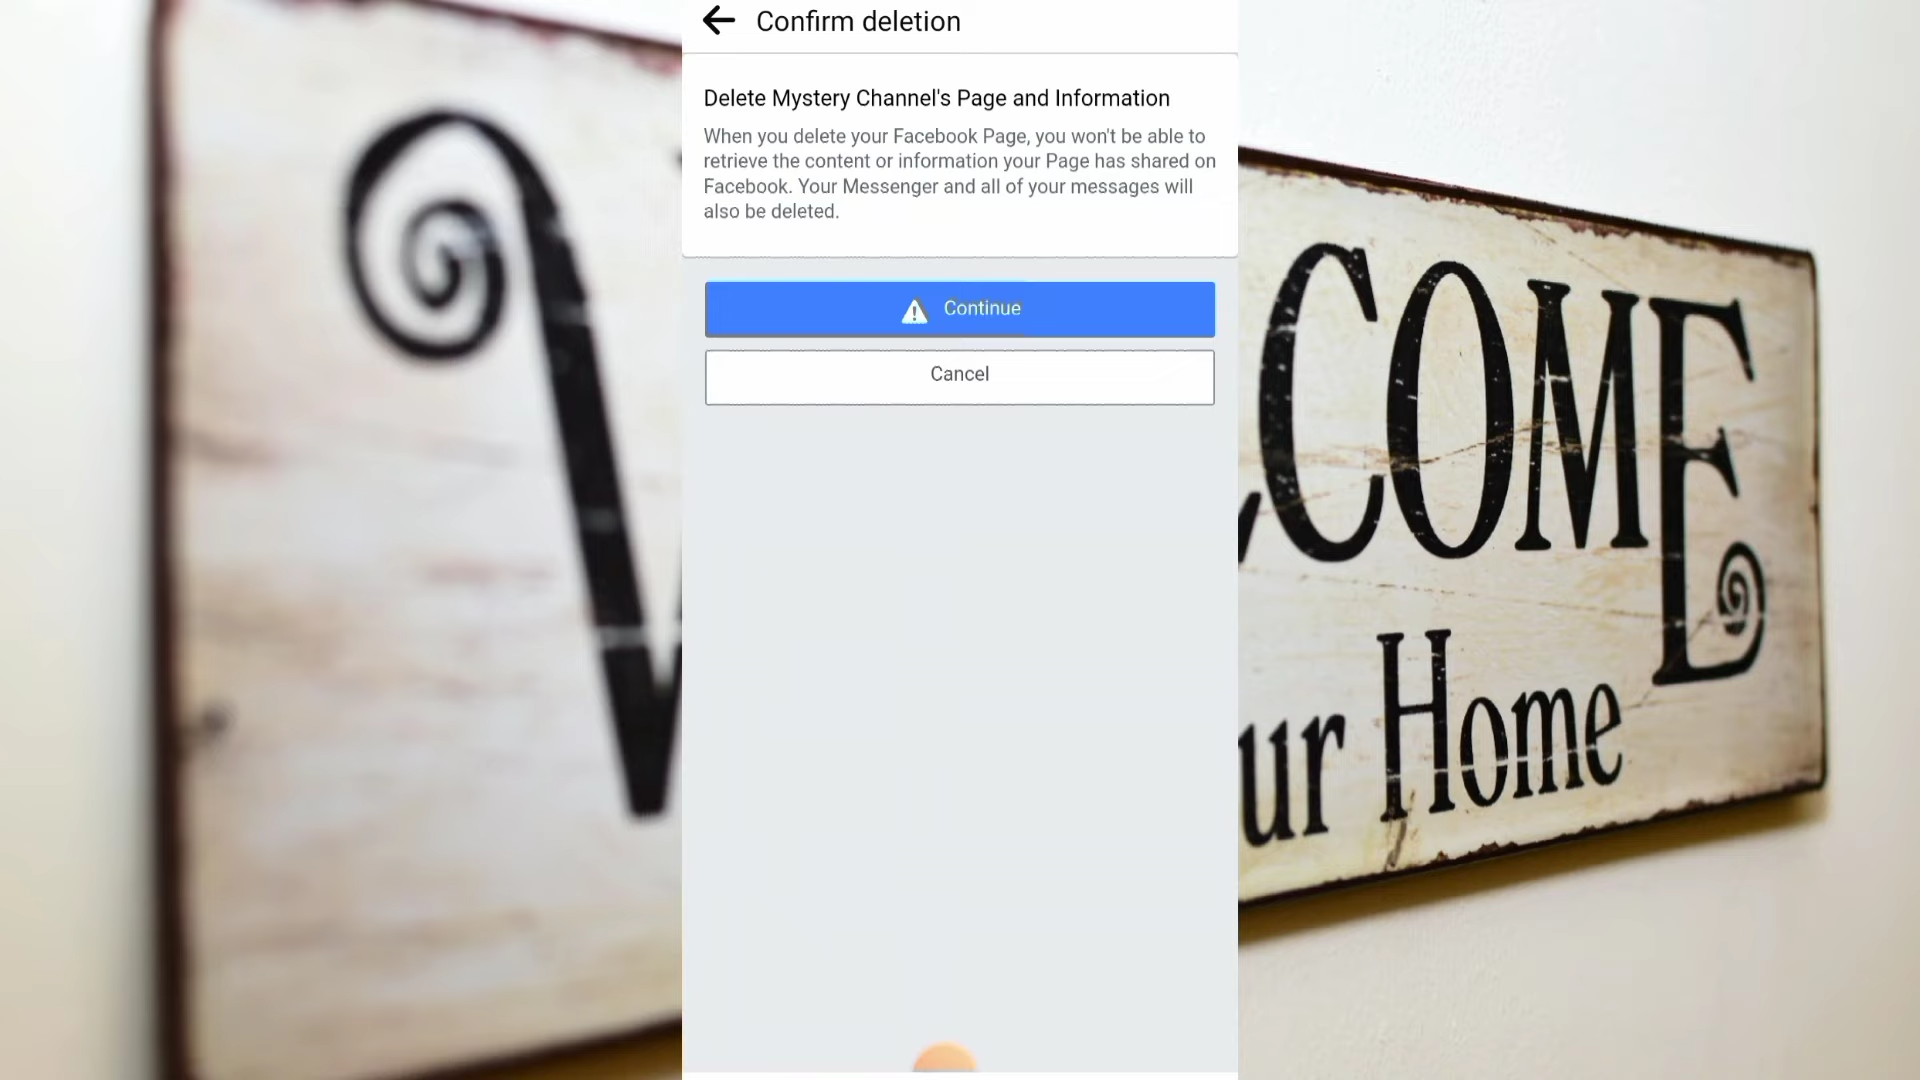 Confirm deletion
Delete Mystery Channel's Page and Information
When you delete your Facebook Page, you won't be able to
retrieve the content or information your Page has shared on
Facebook. Your Messenger and all of your messages will
also be deleted.
Continue
Cancel
COME
ur Home